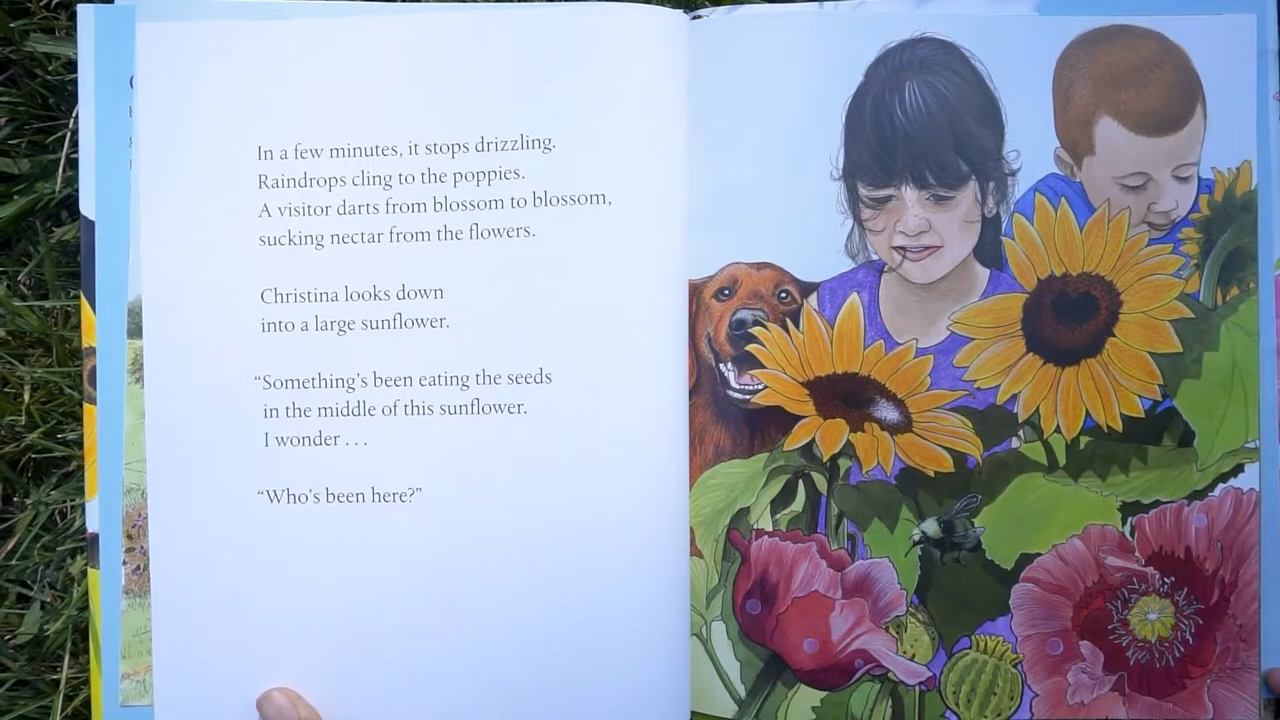 In a few minutes, it stops drizzling.
Raindrops cling to the poppies.
A visitor darts from blossom to blossom,
sucking nectar from the flowers.
Christina looks down
into a large sunflower.
“Something’s been eating the seeds
in the middle of this sunflower.
I wonder . . .
“Who’s been here?”